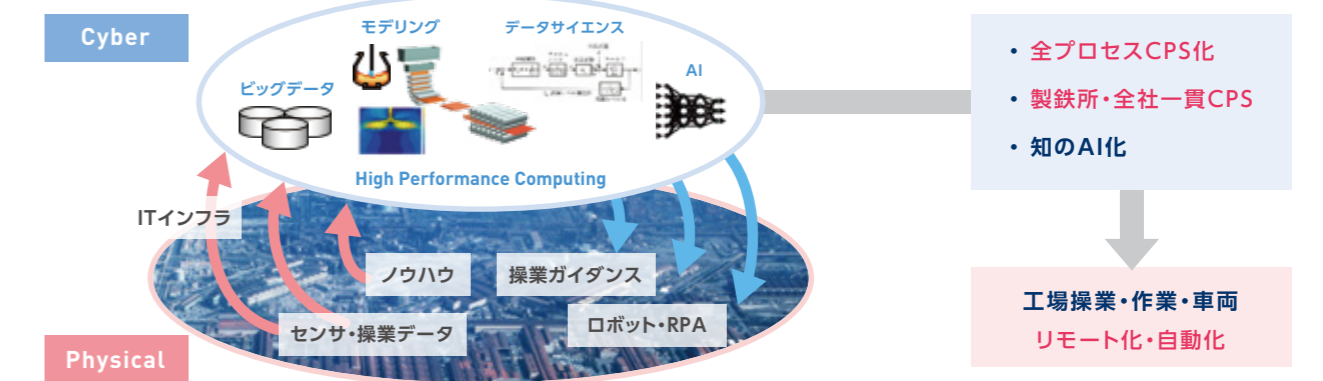 Cyber
モデリング
データサイエンス
ビッグデータ
AI
High Performance Computing
ITインフラ
ノウハウ
操業ガイダンス
センサ・操業データ
ロボット・RPA
Physical
・ 全プロセスCPS化
・ 製鉄所・全社一貫CPS
・ 知のAI化
工場操業・作業・車両
リモート化・自動化